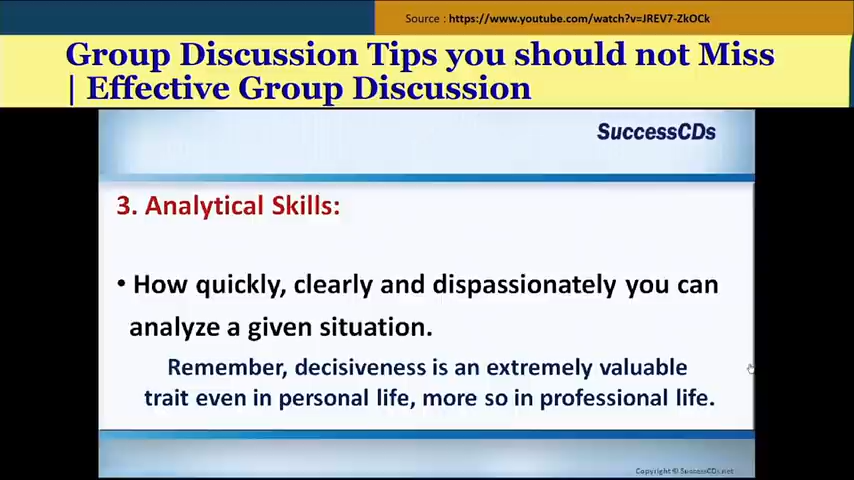 Source : https://www.youtube.com/watch?v=JREV7-ZkOCk
Group Discussion Tips you should not Miss
| Effective Group Discussion
SuccessCDs
3. Analytical Skills:
• How quickly, clearly and dispassionately you can
analyze a given situation.
Remember, decisiveness is an extremely valuable
trait even in personal life, more so in professional life.
Copyright © SuccessCDs.net